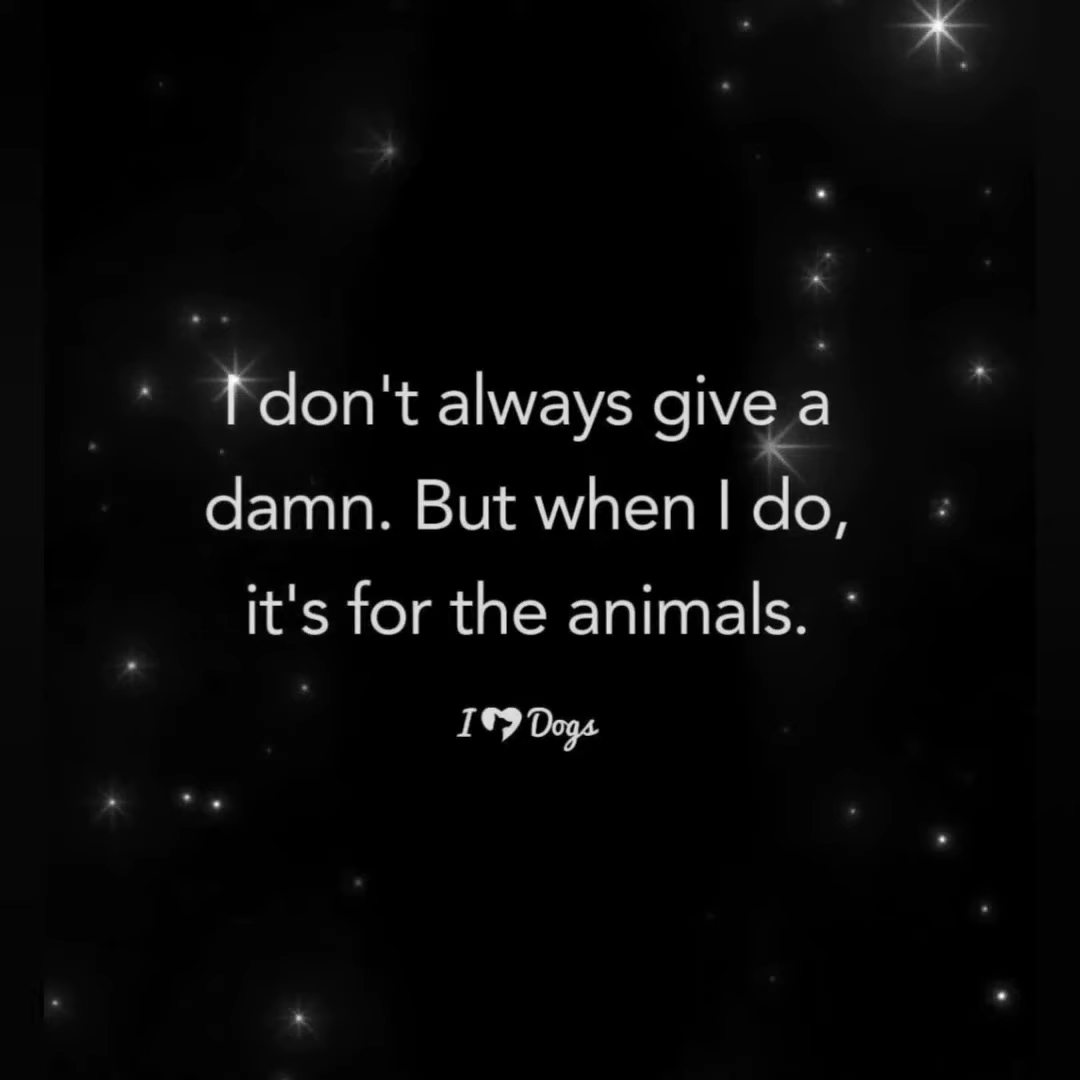 I don't always give a
damn. But when I do,
it's for the animals.
I Dogs